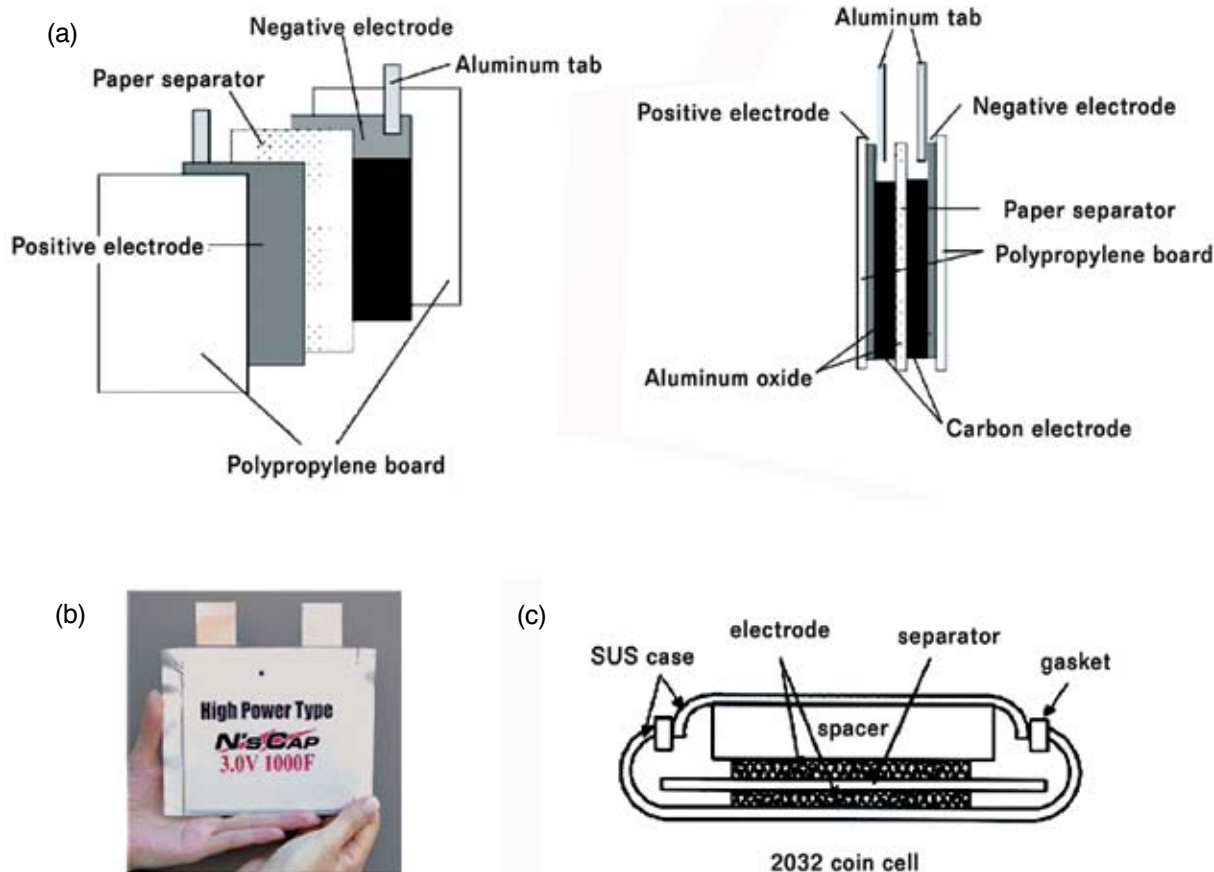 (a)
Negative electrode
Paper separator
Aluminum tab
Positive electrode
Polypropylene board
Aluminum tab
Positive electrode
Negative electrode
Paper separator
Polypropylene board
Aluminum oxide
Carbon electrode
(b)
High Power Type
N'sCAP
3.0V 1000F
(c)
electrode
separator
SUS case
gasket
spacer
2032 coin cell